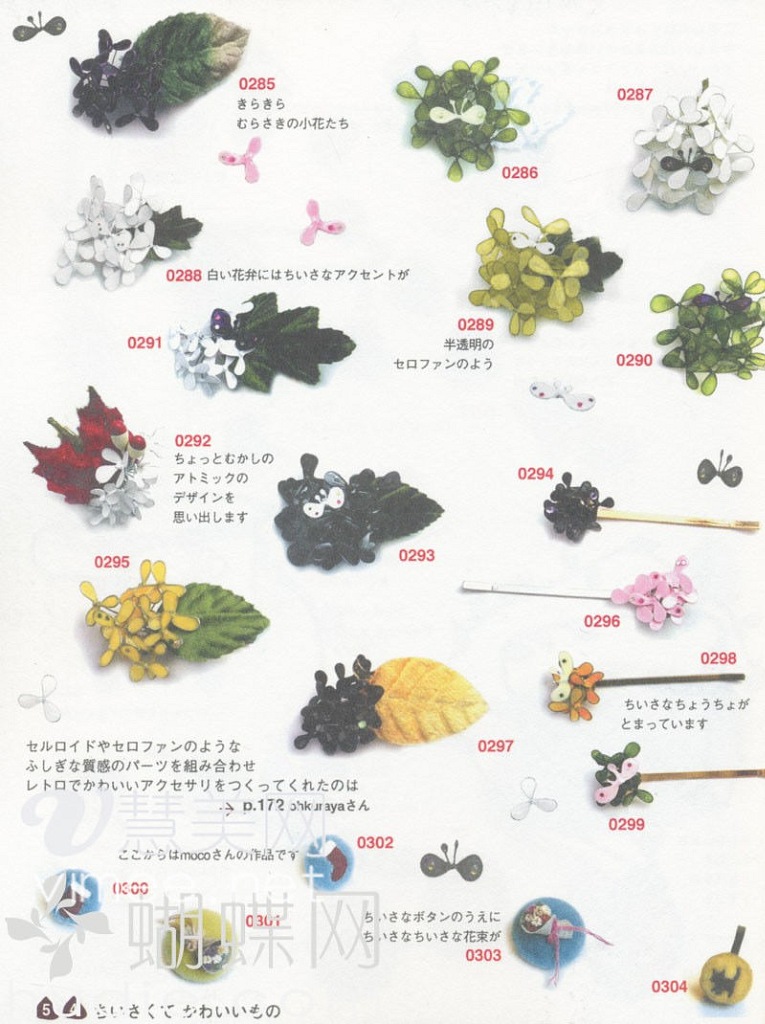 0285
きらきら
むらさきの小花たち
0286
0287
0288 白い花弁にはちいさなアクセントが
0289
半透明の
セロファンのよう
0290
0291
0292
ちょっとむかしの
アトミックの
デザインを
思い出します
0293
0294
0295
0296
0297
0298
ちいさなちょうちょが
とまっています
0299
セルロイドやセロファンのような
ふしぎな質感のパーツを組み合わせ
レトロでかわいいアクセサリをつくってくれたのは
p.172 ohkurayaさん
ここからはmocoさんの作品です
0300
0301
0302
ちいさなボタンのうえに
ちいさなちいさな花束が
0303
0304
慧美网
蝴蝶网
ちいさくて かわいいもの